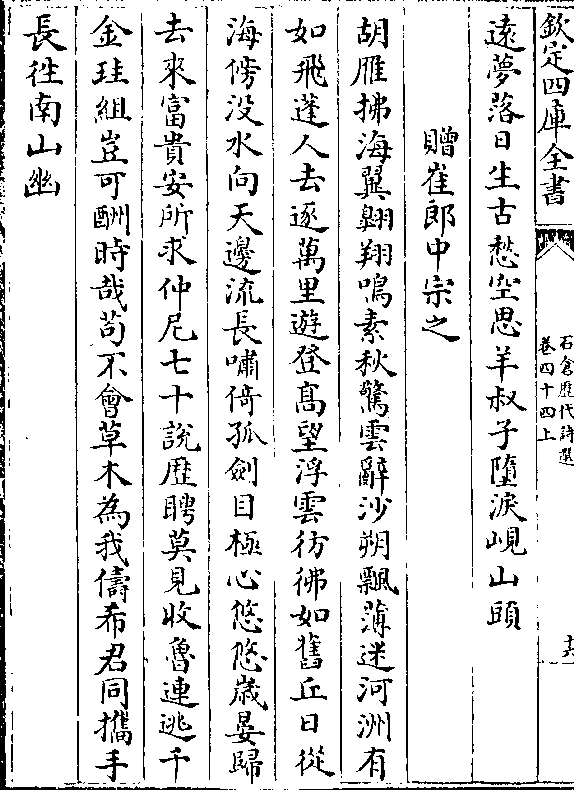 欽定四庫全書
石倉歷代詩選
卷四十四上
十六
遠夢落日生古愁空思羊叔子墮淚峴山頭
贈崔郎中宗之
胡雁拂海翼翺翔鳴素秋驚雲辭沙朔飄薄迷河洲有
如飛蓬人去逐萬里遊登髙望浮雲彷彿如舊丘日從
海傍没水向天邊流長嘯倚孤劍目極心悠悠歲晏歸
去來富貴安所求仲尼七十説歴聘莫見收魯連逃千
金珪組豈可酬時哉苟不會草木為我儔希君同攜手
長往南山幽